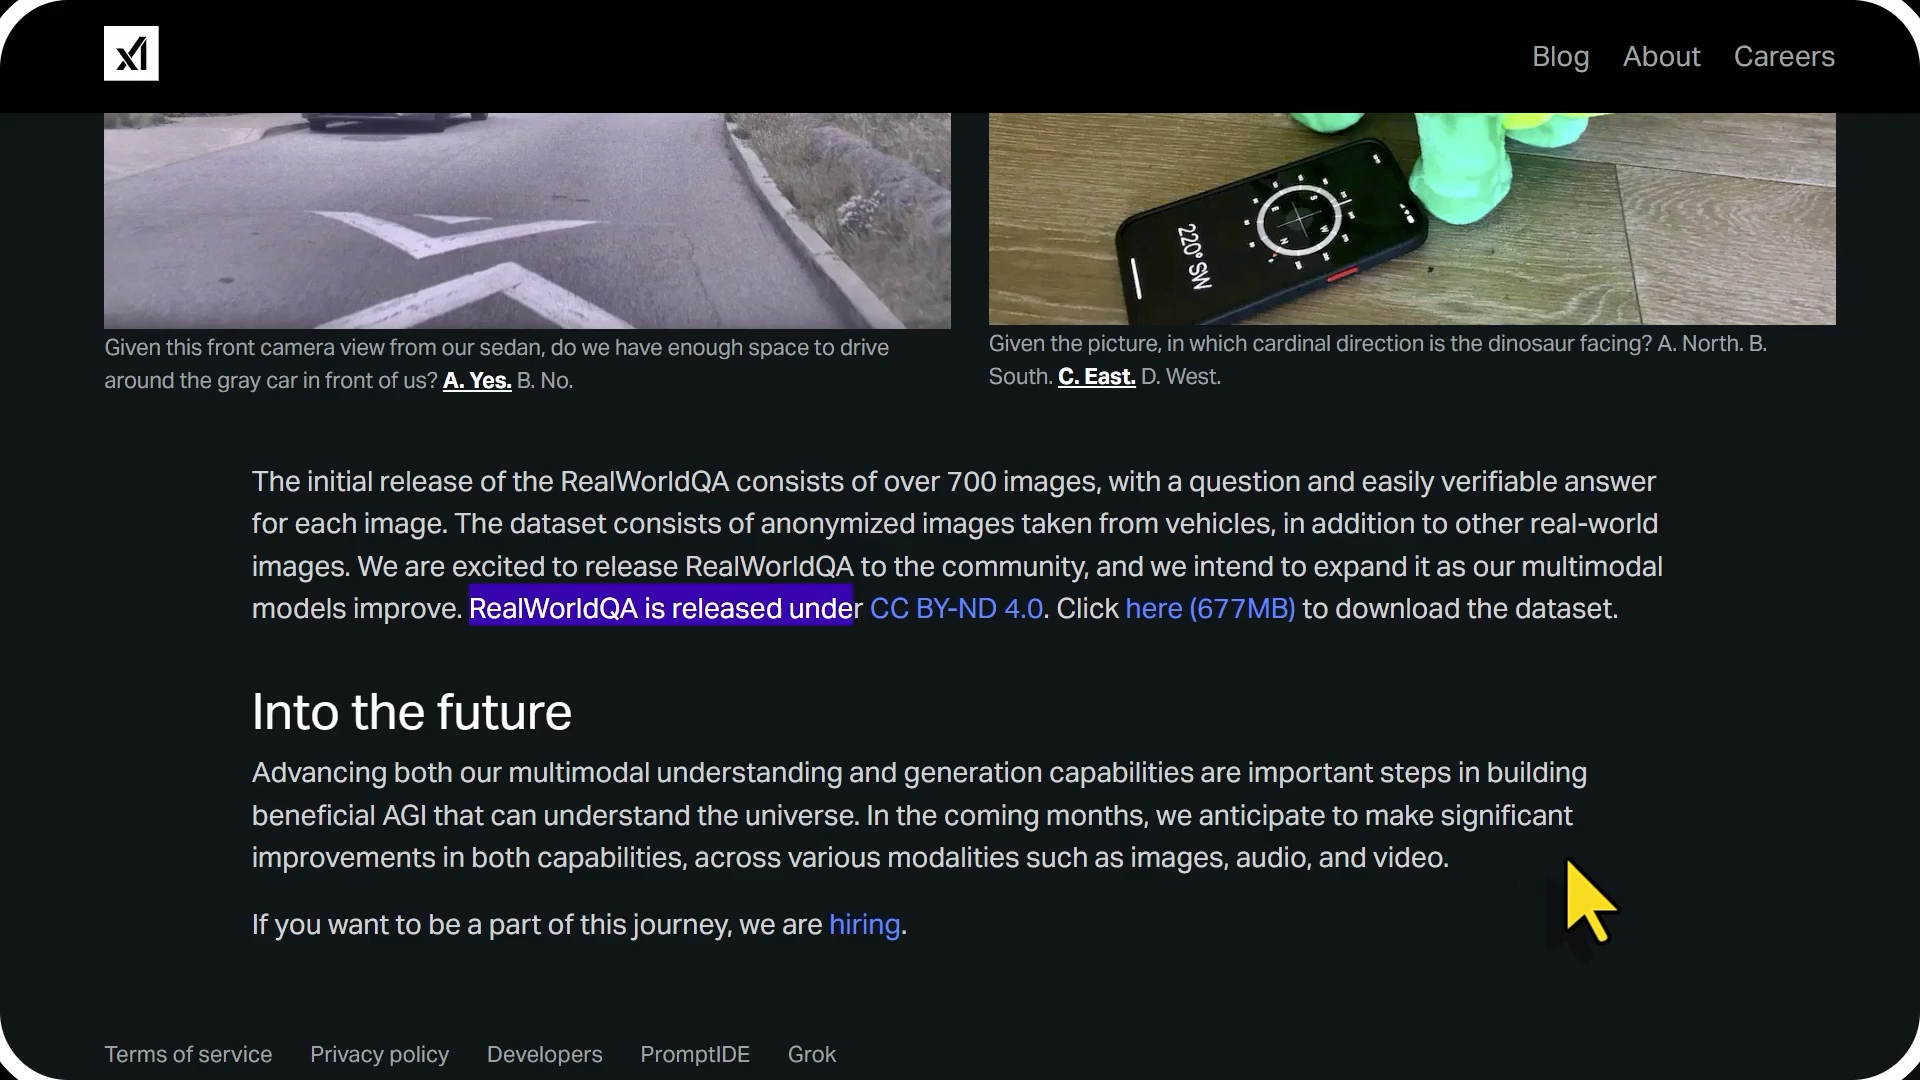 xI
Blog About Careers
220° SW
Given this front camera view from our sedan, do we have enough space to drive
around the gray car in front of us? A. Yes. B. No.
Given the picture, in which cardinal direction is the dinosaur facing? A. North. B.
South. C. East. D. West.
The initial release of the RealWorldQA consists of over 700 images, with a question and easily verifiable answer
for each image. The dataset consists of anonymized images taken from vehicles, in addition to other real-world
images. We are excited to release RealWorldQA to the community, and we intend to expand it as our multimodal
models improve. RealWorldQA is released under CC BY-ND 4.0. Click here (677MB) to download the dataset.
Into the future
Advancing both our multimodal understanding and generation capabilities are important steps in building
beneficial AGI that can understand the universe. In the coming months, we anticipate to make significant
improvements in both capabilities, across various modalities such as images, audio, and video.
If you want to be a part of this journey, we are hiring.
Terms of service Privacy policy Developers PromptIDE Grok